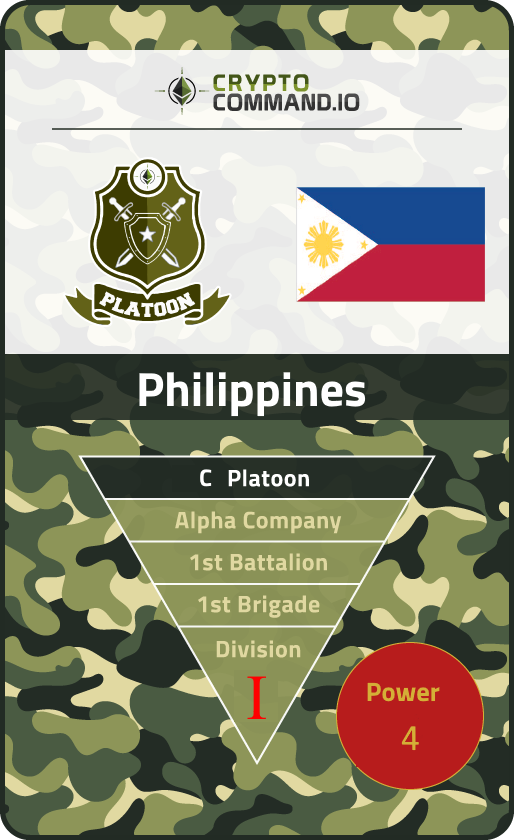 CRYPTO
COMMAND.IO
PLATOON
Philippines
C Platoon
Alpha Company
1st Battalion
1st Brigade
Division
I
Power
4